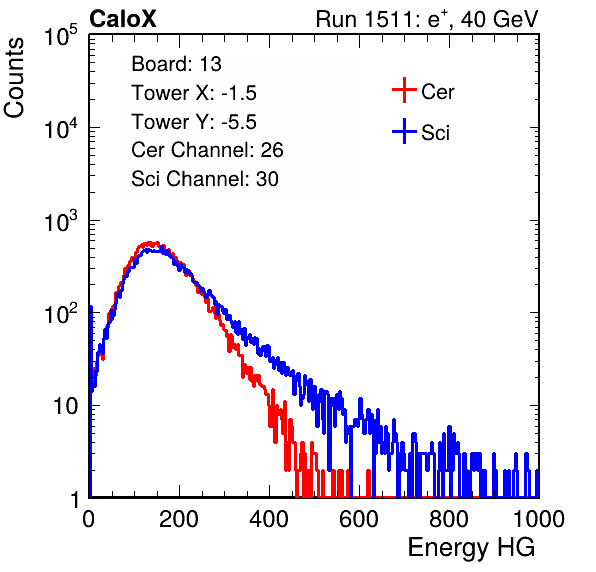 CaloX Run 1511: e+, 40 GeV
Counts
10^5
10^4
10^3
10^2
10
1
Board: 13
Tower X: -1.5
Tower Y: -5.5
Cer Channel: 26
Sci Channel: 30
Cer
Sci
0 200 400 600 800 1000
Energy HG